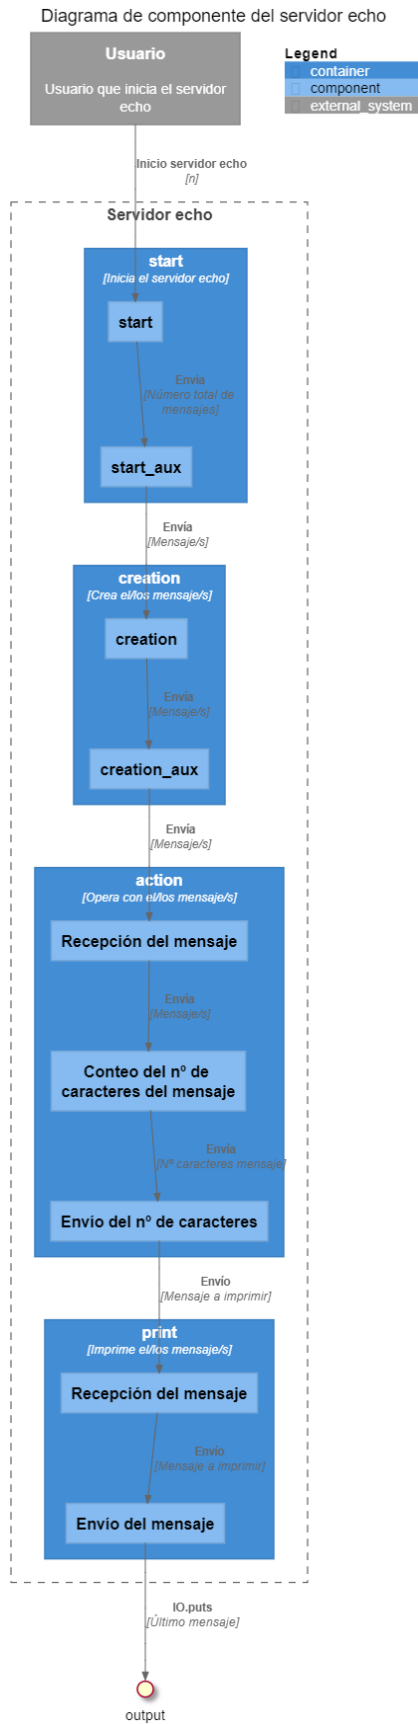 Diagrama de componente del servidor echo
Usuario
Usuario que inicia el servidor
echo
Legend
container
component
external_system
Inicio servidor echo
[n]
Servidor echo
start
[Inicia el servidor echo]
start
Envía
[Número total de
mensajes]
start_aux
Envía
[Mensaje/s]
creation
[Crea el/los mensaje/s]
creation
Envía
[Mensaje/s]
creation_aux
Envía
[Mensaje/s]
action
[Opera con el/los mensaje/s]
Recepción del mensaje
Envía
[Mensaje/s]
Conteo del nº de
caracteres del mensaje
Envía
[Nº caracteres mensaje]
Envío del nº de caracteres
Envío
[Mensaje a imprimir]
print
[Imprime el/los mensaje/s]
Recepción del mensaje
Envío
[Mensaje a imprimir]
Envío del mensaje
IO.puts
[Último mensaje]
output